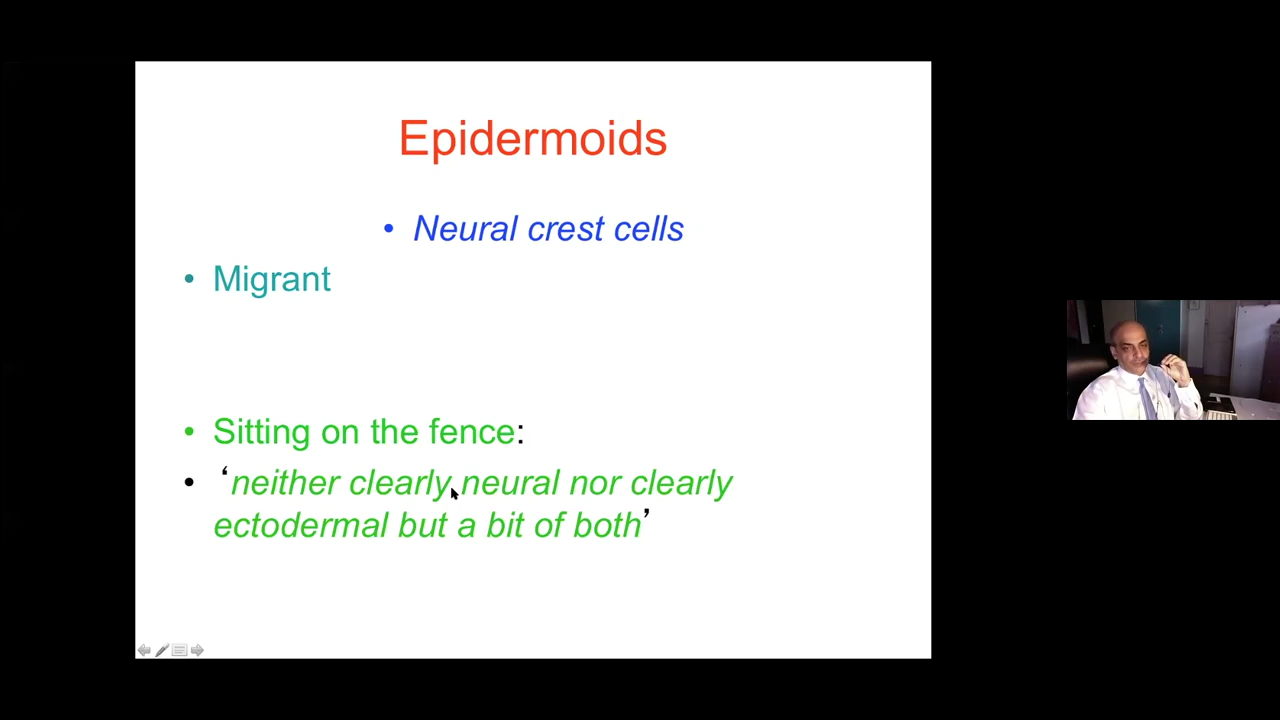 Epidermoids
• Neural crest cells
• Migrant
• Sitting on the fence:
• ‘neither clearly neural nor clearly
ectodermal but a bit of both’